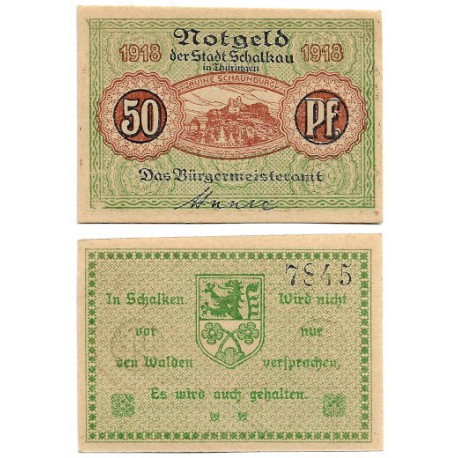 Notgeld
1918 der Stadt Schalkau 1918
in Thüringen
RUINE SCHAUMBURG
50 Pf.
Das Bürgermeisteramt
7845
In Schalken Wird nicht
vor nur
den Walden versprochen,
Es wird auch gehalten.